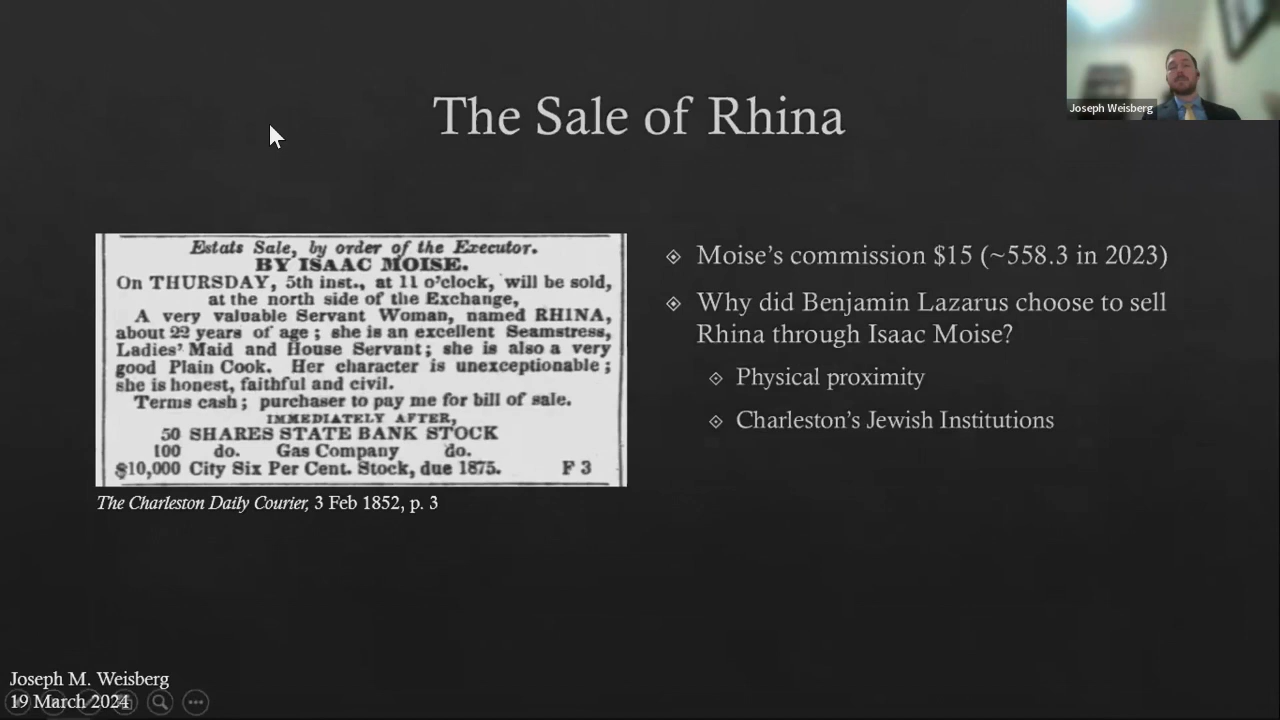 The Sale of Rhina
Joseph Weisberg
Estats Sale, by order of the Executor.
BY ISAAC MOISE.
On THURSDAY, 5th inst., at 11 o'clock, will be sold,
at the north side of the Exchange,
A very valuable Servant Woman, named RHINA,
about 22 years of age ; she is an excellent Seamstress,
Ladies' Maid and House Servant; she is also a very
good Plain Cook. Her character is unexceptionable ;
she is honest, faithful and civil.
Terms cash ; purchaser to pay me for bill of sale.
IMMEDIATELY AFTER,
50 SHARES STATE BANK STOCK
100 do. Gas Company do.
$10,000 City Six Per Cent. Stock, due 1875. F 3
The Charleston Daily Courier, 3 Feb 1852, p. 3
Moise's commission $15 (~558.3 in 2023)
Why did Benjamin Lazarus choose to sell
Rhina through Isaac Moise?
Physical proximity
Charleston's Jewish Institutions
Joseph M. Weisberg
19 March 2024